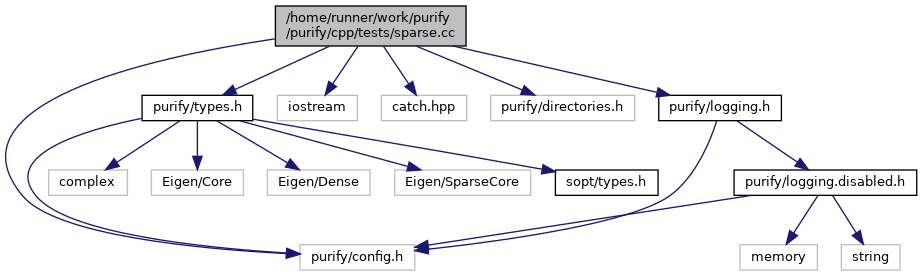 /home/runner/work/purify
/purify/cpp/tests/sparse.cc
purify/types.h
iostream
catch.hpp
purify/directories.h
purify/logging.h
complex
Eigen/Core
Eigen/Dense
Eigen/SparseCore
sopt/types.h
purify/logging.disabled.h
purify/config.h
memory
string